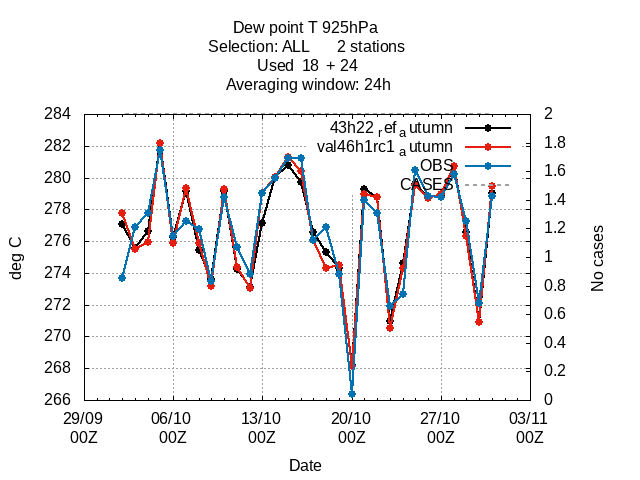 Dew point T 925hPa
Selection: ALL 2 stations
Used 18 + 24
Averaging window: 24h
284 2
282 1.8
280 1.6
278 1.4
276 1.2
274 1
272 0.8
270 0.6
268 0.4
266 0.2
0
43h22_ref_autumn
val46h1rc1_autumn
OBS
CASES
deg C
No cases
29/09 06/10 13/10 20/10 27/10 03/11
00Z 00Z 00Z 00Z 00Z 00Z
Date